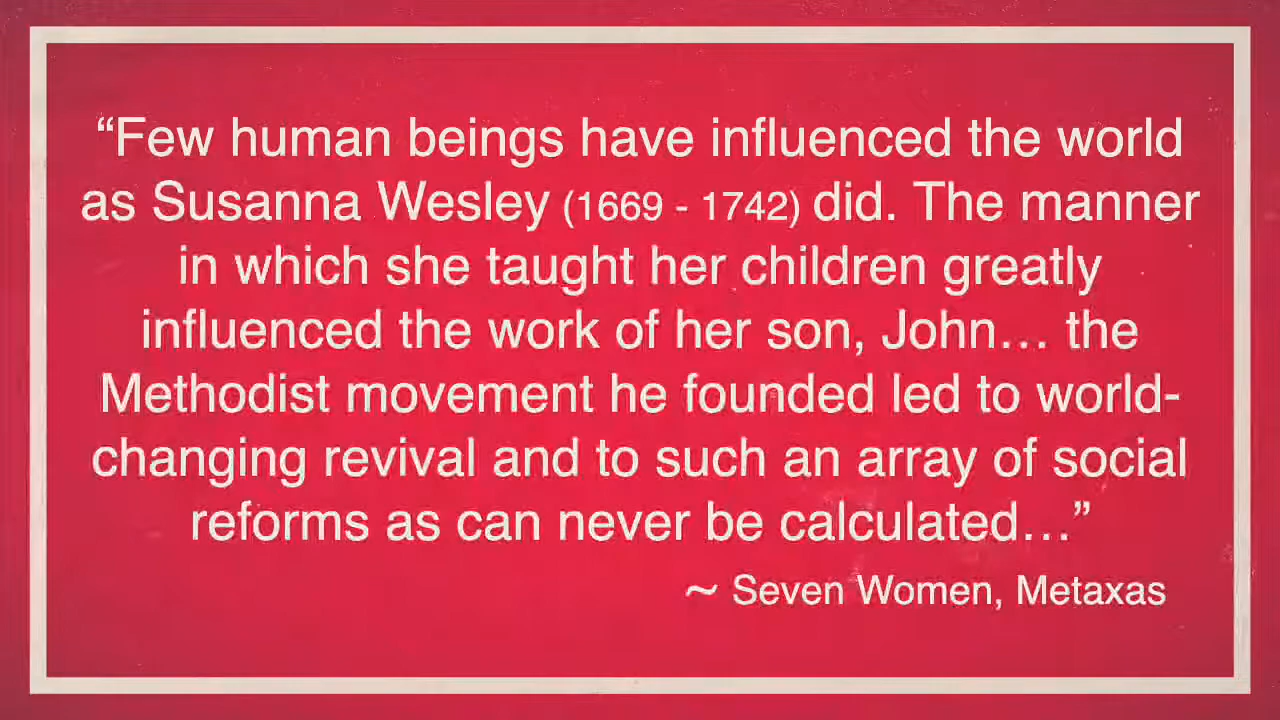 “Few human beings have influenced the world
as Susanna Wesley (1669 - 1742) did. The manner
in which she taught her children greatly
influenced the work of her son, John… the
Methodist movement he founded led to world-
changing revival and to such an array of social
reforms as can never be calculated…”
~ Seven Women, Metaxas